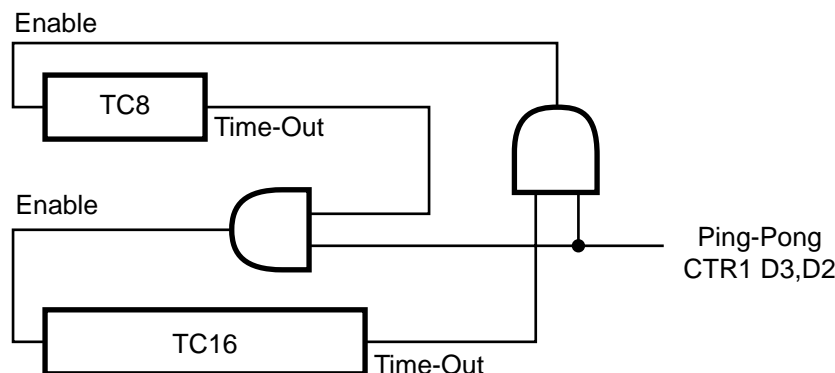 Enable
TC8
Time-Out
Enable
Ping-Pong
CTR1 D3,D2
TC16
Time-Out